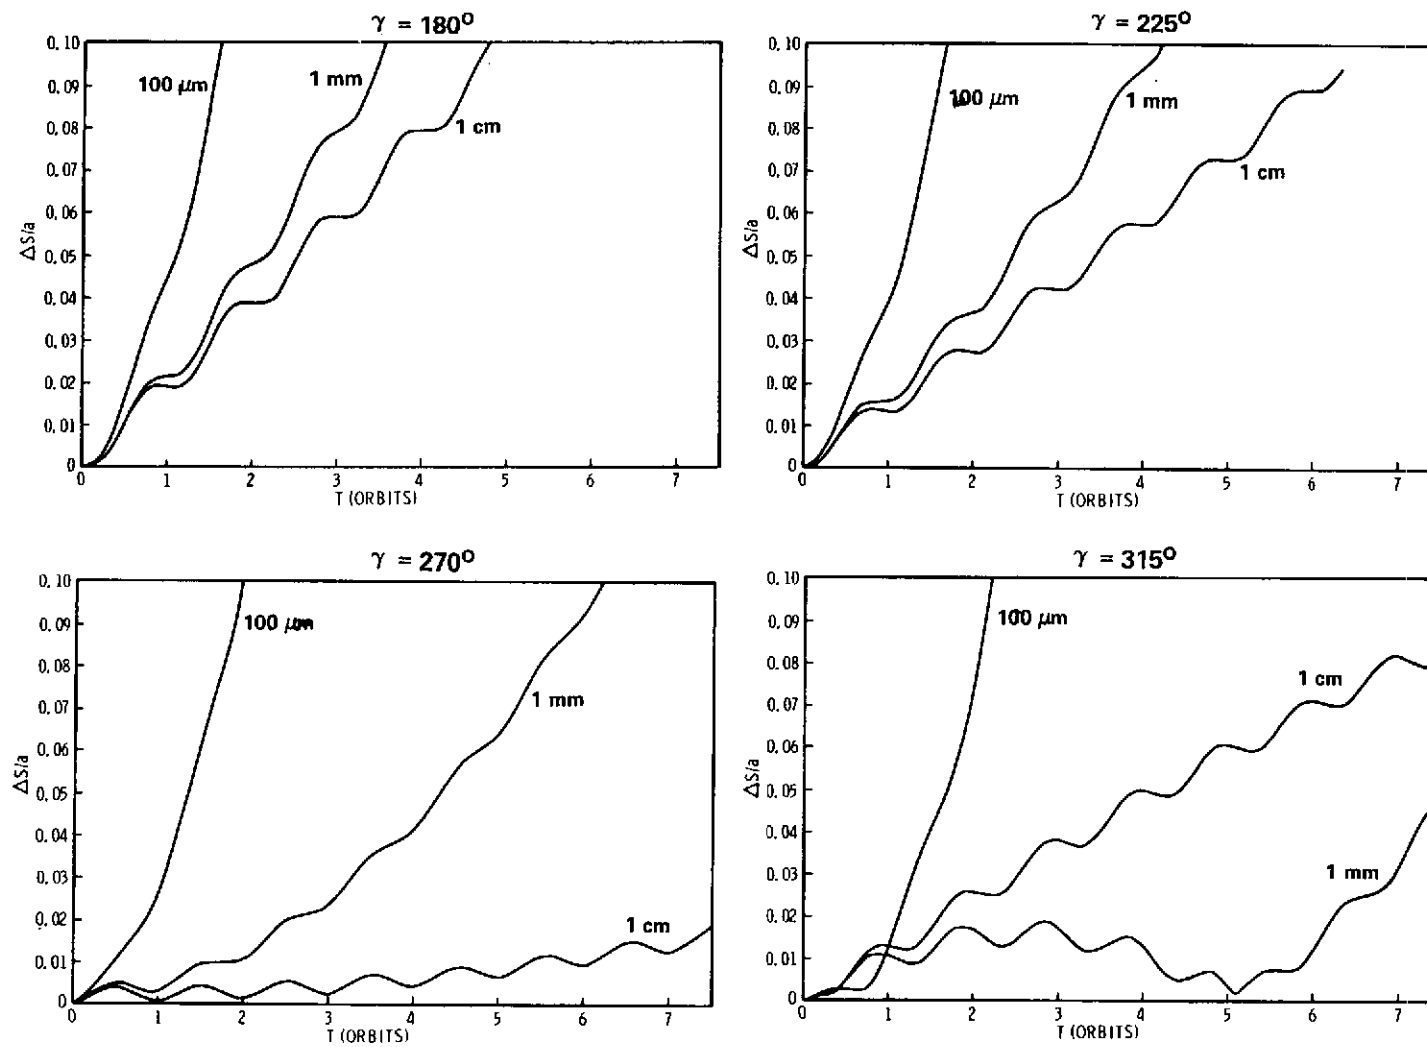 γ = 180°
0.10
0.09
0.08
0.07
0.06
0.05
0.04
0.03
0.02
0.01
0
ΔS/a
100 μm
1 mm
1 cm
0 1 2 3 4 5 6 7
T (ORBITS)
γ = 225°
0.10
0.09
0.08
0.07
0.06
0.05
0.04
0.03
0.02
0.01
0
ΔS/a
100 μm
1 mm
1 cm
0 1 2 3 4 5 6 7
T (ORBITS)
γ = 270°
0.10
0.09
0.08
0.07
0.06
0.05
0.04
0.03
0.02
0.01
0
ΔS/a
100 μm
1 mm
1 cm
0 1 2 3 4 5 6 7
T (ORBITS)
γ = 315°
0.10
0.09
0.08
0.07
0.06
0.05
0.04
0.03
0.02
0.01
0
ΔS/a
100 μm
1 cm
1 mm
0 1 2 3 4 5 6 7
T (ORBITS)